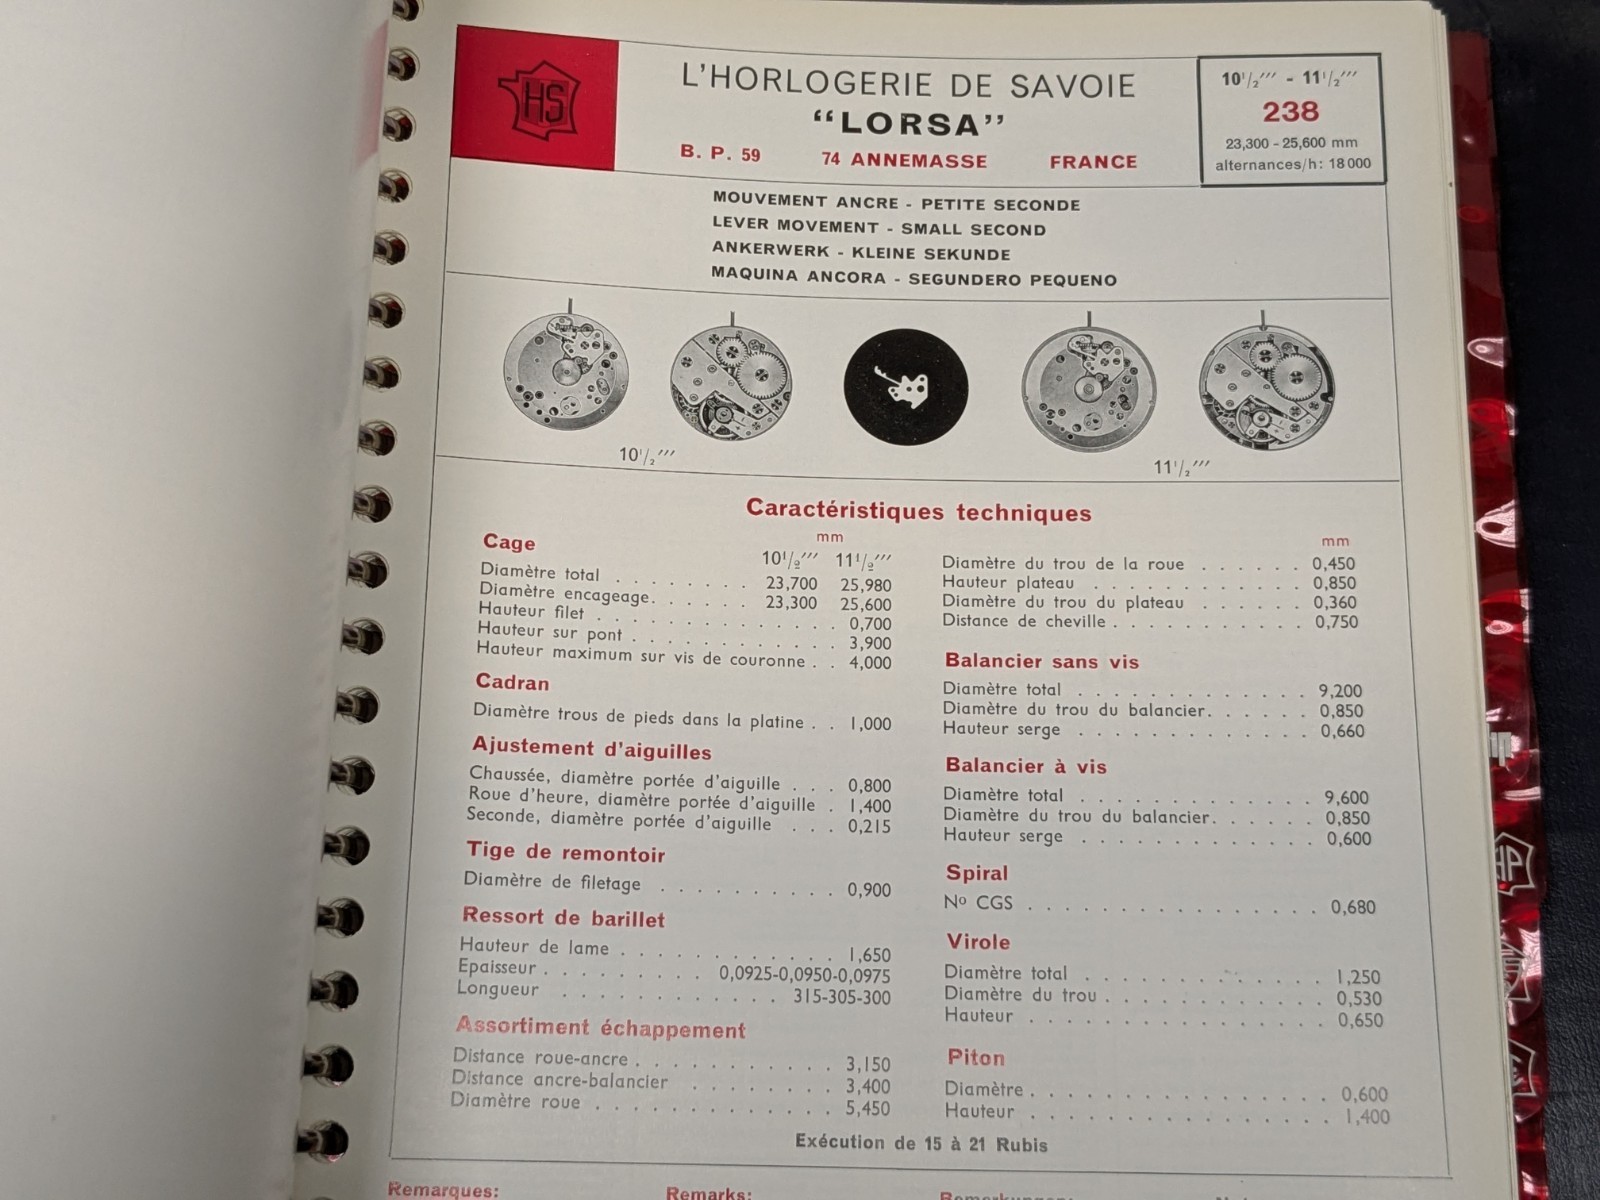 HS
L'HORLOGERIE DE SAVOIE
"LORSA"
B. P. 59 74 ANNEMASSE FRANCE
10 1/2''' - 11 1/2'''
238
23,300 - 25,600 mm
alternances/h: 18 000
MOUVEMENT ANCRE - PETITE SECONDE
LEVER MOVEMENT - SMALL SECOND
ANKERWERK - KLEINE SEKUNDE
MAQUINA ANCORA - SEGUNDERO PEQUENO
10 1/2'''
11 1/2'''
Caractéristiques techniques
Cage
mm
10 1/2''' 11 1/2'''
Diamètre total . . . . . . . . 23,700 25,980
Diamètre encageage. . . . . . 23,300 25,600
Hauteur filet . . . . . . . . . . . . . . 0,700
Hauteur sur pont . . . . . . . . . . . . 3,900
Hauteur maximum sur vis de couronne . . 4,000
Cadran
Diamètre trous de pieds dans la platine . . 1,000
Ajustement d'aiguilles
Chaussée, diamètre portée d'aiguille . . . 0,800
Roue d'heure, diamètre portée d'aiguille . 1,400
Seconde, diamètre portée d'aiguille . . . 0,215
Tige de remontoir
Diamètre de filetage . . . . . . . . . . 0,900
Ressort de barillet
Hauteur de lame . . . . . . . . . . . . 1,650
Epaisseur . . . . . . . . . 0,0925-0,0950-0,0975
Longueur . . . . . . . . . . . . 315-305-300
Assortiment échappement
Distance roue-ancre . . . . . . . . . . . 3,150
Distance ancre-balancier . . . . . . . . . 3,400
Diamètre roue . . . . . . . . . . . . . 5,450
mm
Diamètre du trou de la roue . . . . . . 0,450
Hauteur plateau . . . . . . . . . . . . 0,850
Diamètre du trou du plateau . . . . . . 0,360
Distance de cheville . . . . . . . . . . . 0,750
Balancier sans vis
Diamètre total . . . . . . . . . . . . . 9,200
Diamètre du trou du balancier. . . . . . 0,850
Hauteur serge . . . . . . . . . . . . . 0,660
Balancier à vis
Diamètre total . . . . . . . . . . . . . 9,600
Diamètre du trou du balancier. . . . . . 0,850
Hauteur serge . . . . . . . . . . . . . 0,600
Spiral
No CGS . . . . . . . . . . . . . . . . 0,680
Virole
Diamètre total . . . . . . . . . . . . . 1,250
Diamètre du trou . . . . . . . . . . . . 0,530
Hauteur . . . . . . . . . . . . . . . . 0,650
Piton
Diamètre . . . . . . . . . . . . . . . . 0,600
Hauteur . . . . . . . . . . . . . . . . 1,400
Exécution de 15 à 21 Rubis
Remarques: Remarks:
HP